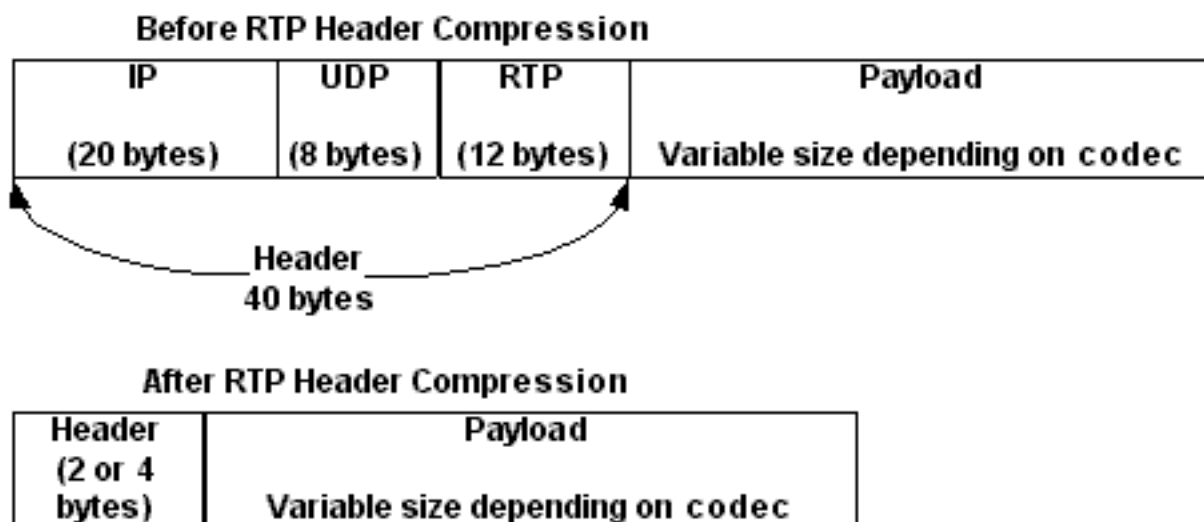 Before RTP Header Compression
IP UDP RTP Payload
(20 bytes) (8 bytes) (12 bytes) Variable size depending on codec
Header
40 bytes
After RTP Header Compression
Header Payload
(2 or 4
bytes) Variable size depending on codec